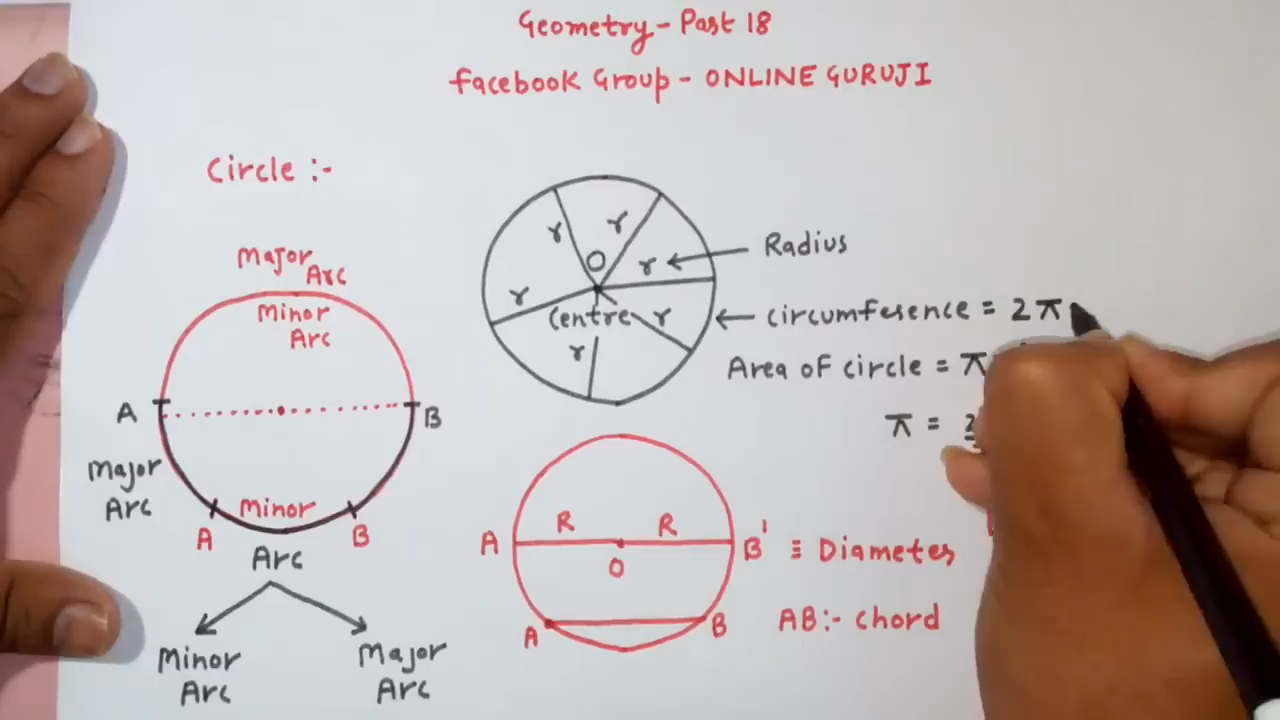 Geometry - Part 18
facebook Group - ONLINE GURUJI
Circle :-
Major Arc
Minor Arc
A
B
Major Arc
A
Minor
B
Arc
Minor Arc
Major Arc
r
r
O
r
r
Centre
r
r
← Radius
← circumference = 2π
Area of circle = π
π =
A
R
R
B'
O
≡ Diameter
A
B
AB:- chord